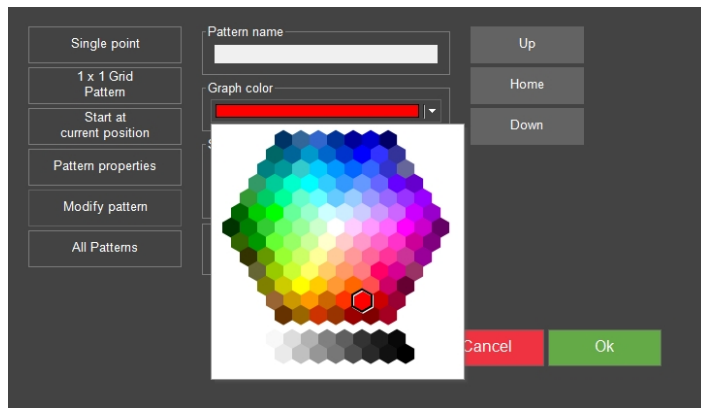 Single point
1 x 1 Grid
Pattern
Start at
current position
Pattern properties
Modify pattern
All Patterns
Pattern name
Graph color
Up
Home
Down
Cancel
Ok